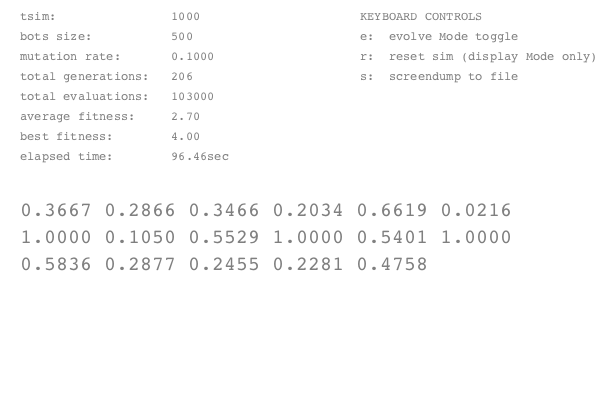 tsim: 1000 KEYBOARD CONTROLS
bots size: 500 e: evolve Mode toggle
mutation rate: 0.1000 r: reset sim (display Mode only)
total generations: 206 s: screendump to file
total evaluations: 103000
average fitness: 2.70
best fitness: 4.00
elapsed time: 96.46sec
0.3667 0.2866 0.3466 0.2034 0.6619 0.0216
1.0000 0.1050 0.5529 1.0000 0.5401 1.0000
0.5836 0.2877 0.2455 0.2281 0.4758